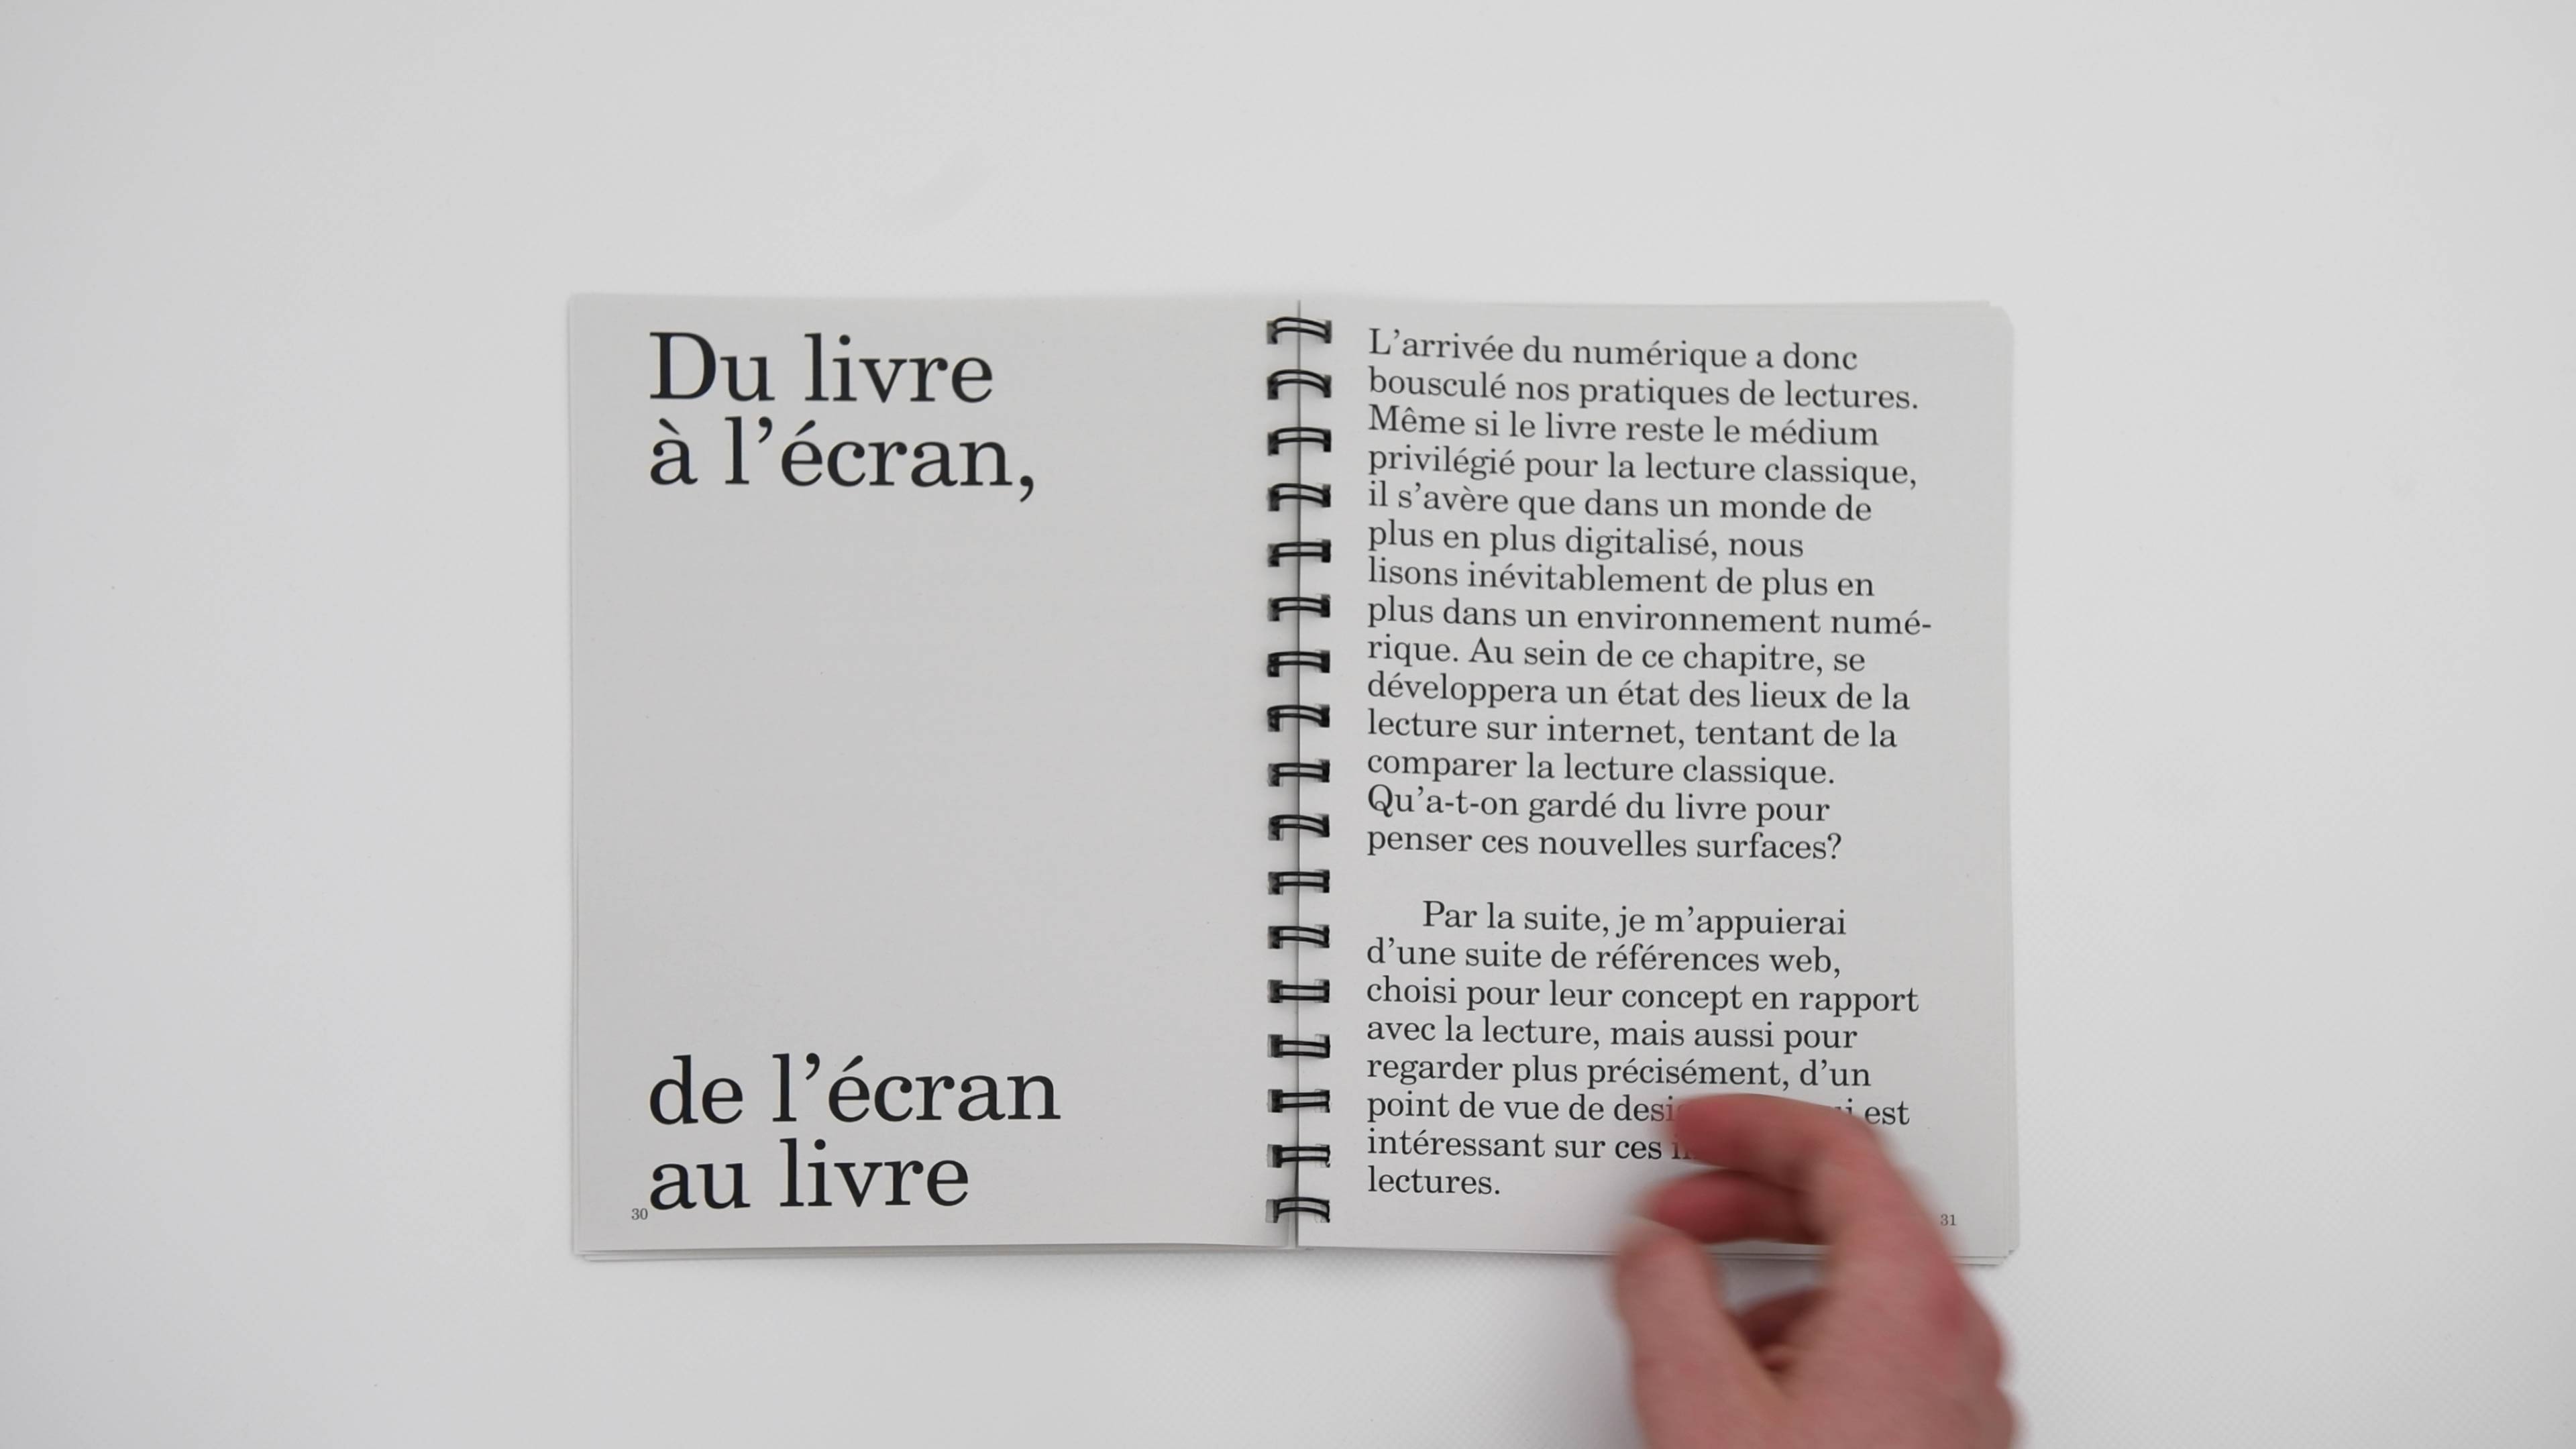 Du livre
à l’écran,
de l’écran
au livre
30
L’arrivée du numérique a donc
bousculé nos pratiques de lectures.
Même si le livre reste le médium
privilégié pour la lecture classique,
il s’avère que dans un monde de
plus en plus digitalisé, nous
lisons inévitablement de plus en
plus dans un environnement numé-
rique. Au sein de ce chapitre, se
développera un état des lieux de la
lecture sur internet, tentant de la
comparer la lecture classique.
Qu’a-t-on gardé du livre pour
penser ces nouvelles surfaces?
Par la suite, je m’appuierai
d’une suite de références web,
choisi pour leur concept en rapport
avec la lecture, mais aussi pour
regarder plus précisément, d’un
point de vue de est
intéressant sur ces
lectures.
31